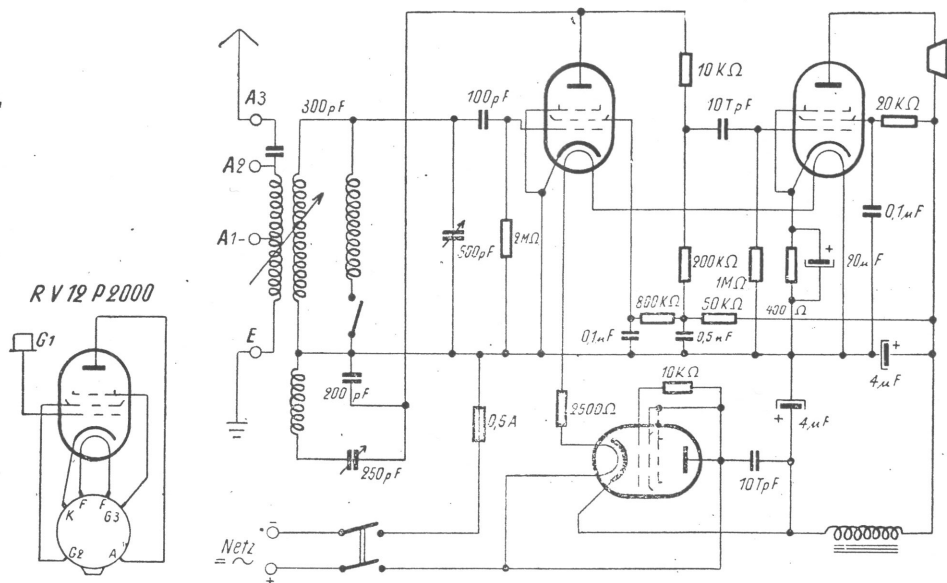 A3
300pF
100pF
10KΩ
10TpF
20KΩ
A2
A1
500pF
2MΩ
0,1µF
200KΩ
1MΩ
20µF
400Ω
RV12P2000
G1
E
800KΩ
50KΩ
0,1µF
0,5µF
4µF
200pF
10KΩ
0,5A
2500Ω
4µF
250pF
10TpF
K
F
F
G3
G2
A
Netz